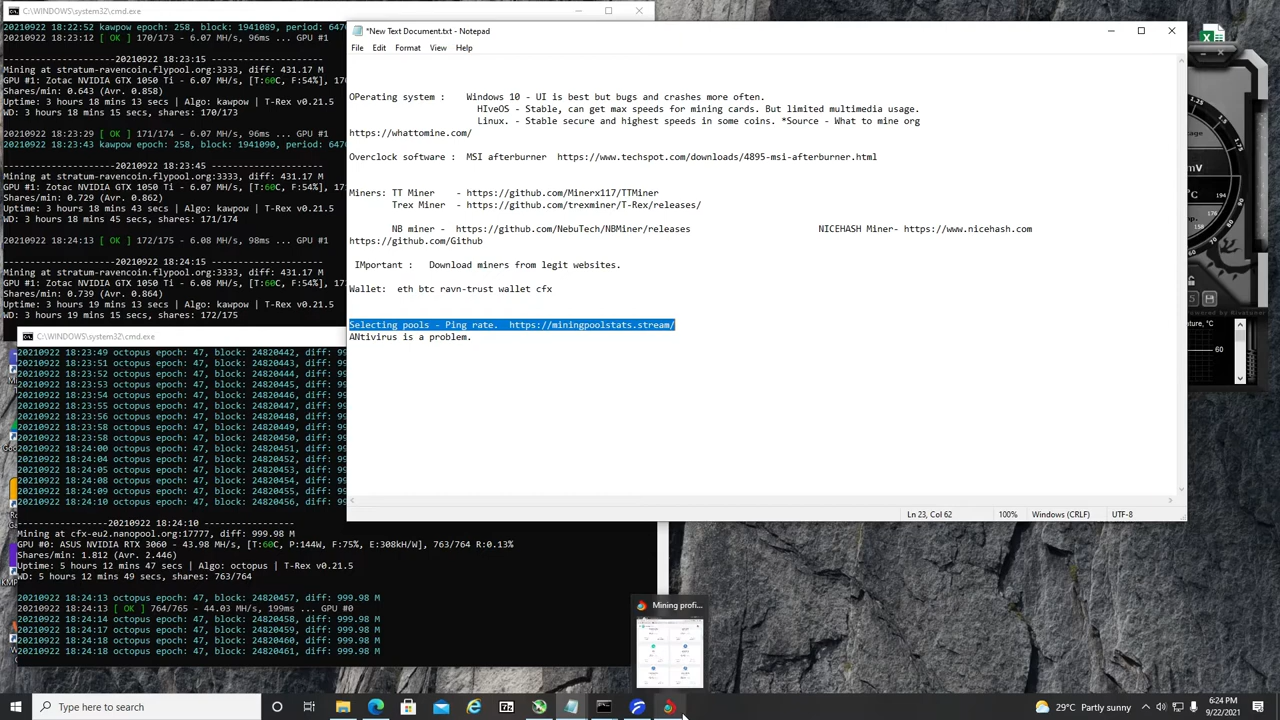 C:\WINDOWS\system32\cmd.exe
20210922 18:22:52 kawpow epoch: 258, block: 1941089, period: 647
20210922 18:23:12 [ OK ] 170/173 - 6.07 MH/s, 96ms ... GPU #1
-------------------20210922 18:23:15 --------------------
Mining at stratum-ravencoin.flypool.org:3333, diff: 431.17 M
GPU #1: Zotac NVIDIA GTX 1050 Ti - 6.07 MH/s, [T:60C, F:54%], 
Shares/min: 0.643 (Avr. 0.858)
Uptime: 3 hours 18 mins 13 secs | Algo: kawpow | T-Rex v0.21.5
WD: 3 hours 18 mins 15 secs, shares: 170/173
20210922 18:23:29 [ OK ] 171/174 - 6.07 MH/s, 96ms ... GPU #1
20210922 18:23:43 kawpow epoch: 258, block: 1941090, period: 647
-------------------20210922 18:23:45 --------------------
Mining at stratum-ravencoin.flypool.org:3333, diff: 431.17 M
GPU #1: Zotac NVIDIA GTX 1050 Ti - 6.07 MH/s, [T:60C, F:54%],
Shares/min: 0.729 (Avr. 0.862)
Uptime: 3 hours 18 mins 43 secs | Algo: kawpow | T-Rex v0.21.5
WD: 3 hours 18 mins 45 secs, shares: 171/174
20210922 18:24:13 [ OK ] 172/175 - 6.08 MH/s, 98ms ... GPU #1
-------------------20210922 18:24:15 --------------------
Mining at stratum-ravencoin.flypool.org:3333, diff: 431.17 M
GPU #1: Zotac NVIDIA GTX 1050 Ti - 6.07 MH/s, [T:60C,
Shares/min: 0.739 (Avr. 0.864)
Uptime: 3 hours 19 mins 13 secs | Algo: kawpow | T-Rex v0.21.5
WD: 3 hours 19 mins 15 secs, shares: 172/175
C:\WINDOWS\system32\cmd.exe
20210922 18:23:49 octopus epoch: 47, block: 24820442, diff: 99
20210922 18:23:51 octopus epoch: 47, block: 24820443, diff: 99
20210922 18:23:52 octopus epoch: 47, block: 24820444, diff: 99
20210922 18:23:53 octopus epoch: 47, block: 24820445, diff: 99
20210922 18:23:54 octopus epoch: 47, block: 24820446, diff: 99
20210922 18:23:55 octopus epoch: 47, block: 24820447, diff: 99
20210922 18:23:56 octopus epoch: 47, block: 24820448, diff: 99
20210922 18:23:58 octopus epoch: 47, block: 24820449, diff: 99
20210922 18:23:58 octopus epoch: 47, block: 24820450, diff: 99
20210922 18:24:00 octopus epoch: 47, block: 24820451, diff: 99
20210922 18:24:04 octopus epoch: 47, block: 24820452, diff: 99
20210922 18:24:05 octopus epoch: 47, block: 24820453, diff: 99
20210922 18:24:08 octopus epoch: 47, block: 24820454, diff: 99
20210922 18:24:09 octopus epoch: 47, block: 24820455, diff: 99
20210922 18:24:10 octopus epoch: 47, block: 24820456, diff: 99
-----------------20210922 18:24:10 -----------------
Mining at cfx-eu2.nanopool.org:17777, diff: 999.98 M
GPU #0: ASUS NVIDIA RTX 3060 - 43.98 MH/s, [T:60C, P:144W, F:75%, E:308kH/W], 763/764 R:0.13%
Shares/min: 1.812 (Avr. 2.446)
Uptime: 5 hours 12 mins 47 secs | Algo: octopus | T-Rex v0.21.5
WD: 5 hours 12 mins 49 secs, shares: 763/764
20210922 18:24:13 octopus epoch: 47, block: 24820457, diff: 999.98 M
20210922 18:24:13 [ OK ] 764/765 - 44.03 MH/s, 199ms ... GPU #0
20210922 18:24:14 octopus epoch: 47, block: 24820458, diff: 999.98 M
20210922 18:24:17 octopus epoch: 47, block: 24820459, diff: 999.98 M
20210922 18:24:18 octopus epoch: 47, block: 24820460, diff: 999.98 M
20210922 18:24:18 octopus epoch: 47, block: 24820461, diff: 999.98 M
*New Text Document.txt - Notepad
File Edit Format View Help
OPerating system : Windows 10 - UI is best but bugs and crashes more often.
HIveOS - Stable, can get max speeds for mining cards. But limited multimedia usage.
Linux. - Stable secure and highest speeds in some coins. *Source - What to mine org
https://whattomine.com/
Overclock software : MSI afterburner https://www.techspot.com/downloads/4895-msi-afterburner.html
Miners: TT Miner - https://github.com/Minerx117/TTMiner
Trex Miner - https://github.com/trexminer/T-Rex/releases/
NB miner - https://github.com/NebuTech/NBMiner/releases NICEHASH Miner- https://www.nicehash.com
https://github.com/Github
IMportant : Download miners from legit websites.
Wallet: eth btc ravn-trust wallet cfx
Selecting pools - Ping rate. https://miningpoolstats.stream/
ANtivirus is a problem.
Ln 23, Col 62 100% Windows (CRLF) UTF-8
Mining profi...
Type here to search
29°C Partly sunny
6:24 PM
9/22/2021
60